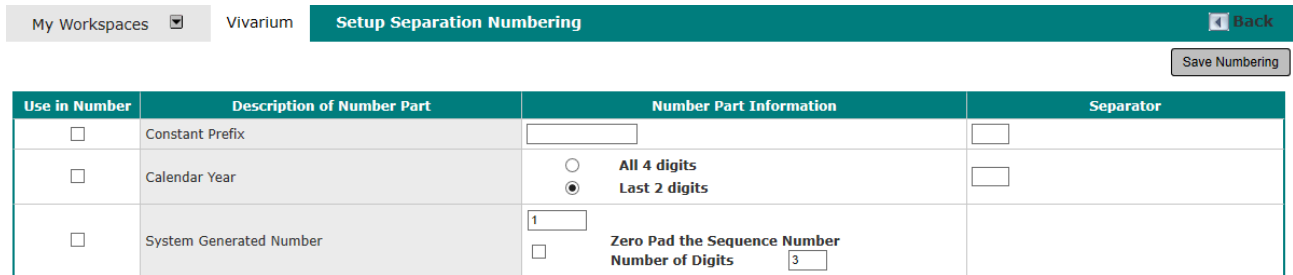 My Workspaces Vivarium Setup Separation Numbering Back
Save Numbering
Use in Number Description of Number Part Number Part Information Separator
Constant Prefix
Calendar Year
All 4 digits
Last 2 digits
System Generated Number
1
Zero Pad the Sequence Number
Number of Digits 3